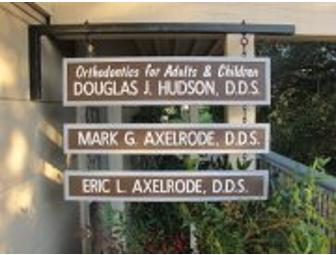 Orthodontics for Adults & Children
DOUGLAS J. HUDSON, D.D.S.
MARK G. AXELRODE, D.D.S.
ERIC L. AXELRODE, D.D.S.